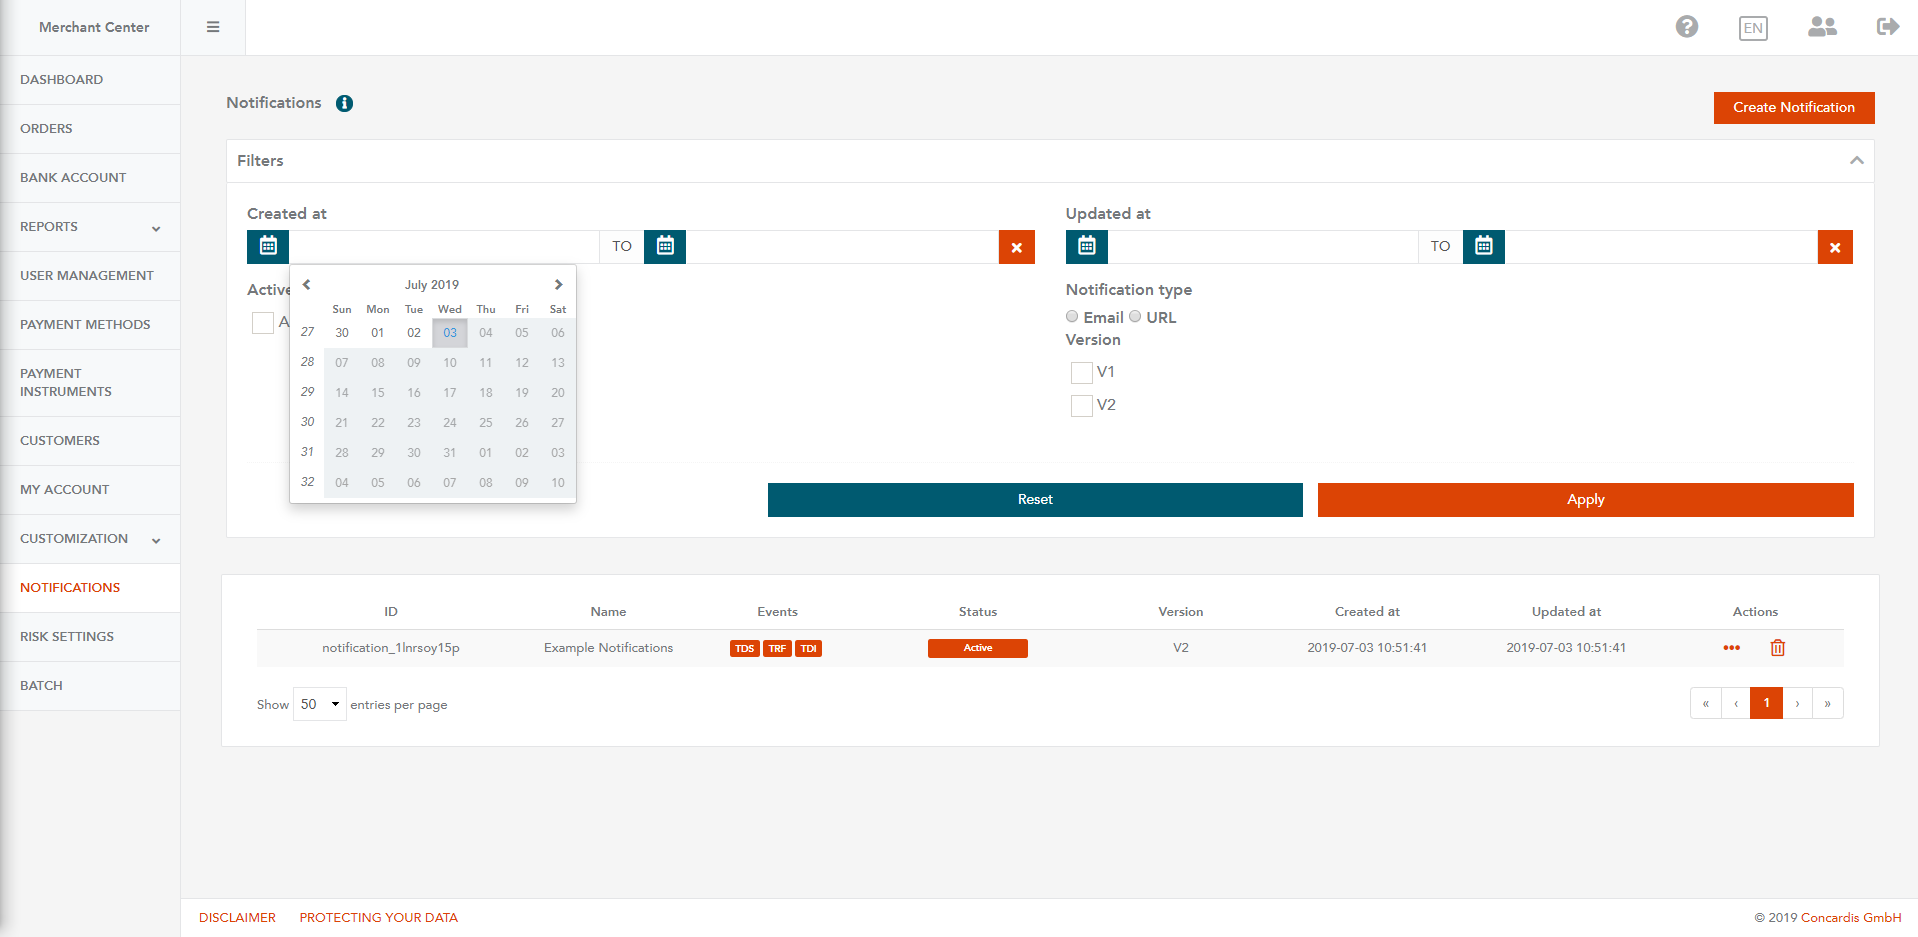 Merchant Center
EN
DASHBOARD
ORDERS
BANK ACCOUNT
REPORTS
USER MANAGEMENT
PAYMENT METHODS
PAYMENT
INSTRUMENTS
CUSTOMERS
MY ACCOUNT
CUSTOMIZATION
NOTIFICATIONS
RISK SETTINGS
BATCH
Notifications
Create Notification
Filters
Created at
TO
Active
A
July 2019
Sun Mon Tue Wed Thu Fri Sat
27 30 01 02 03 04 05 06
28 07 08 09 10 11 12 13
29 14 15 16 17 18 19 20
30 21 22 23 24 25 26 27
31 28 29 30 31 01 02 03
32 04 05 06 07 08 09 10
Updated at
TO
Notification type
Email URL
Version
V1
V2
Reset Apply
ID Name Events Status Version Created at Updated at Actions
notification_1lnrsoy15p Example Notifications TDS TRF TDI Active V2 2019-07-03 10:51:41 2019-07-03 10:51:41
Show 50 entries per page
« ‹ 1 › »
DISCLAIMER PROTECTING YOUR DATA
© 2019 Concardis GmbH